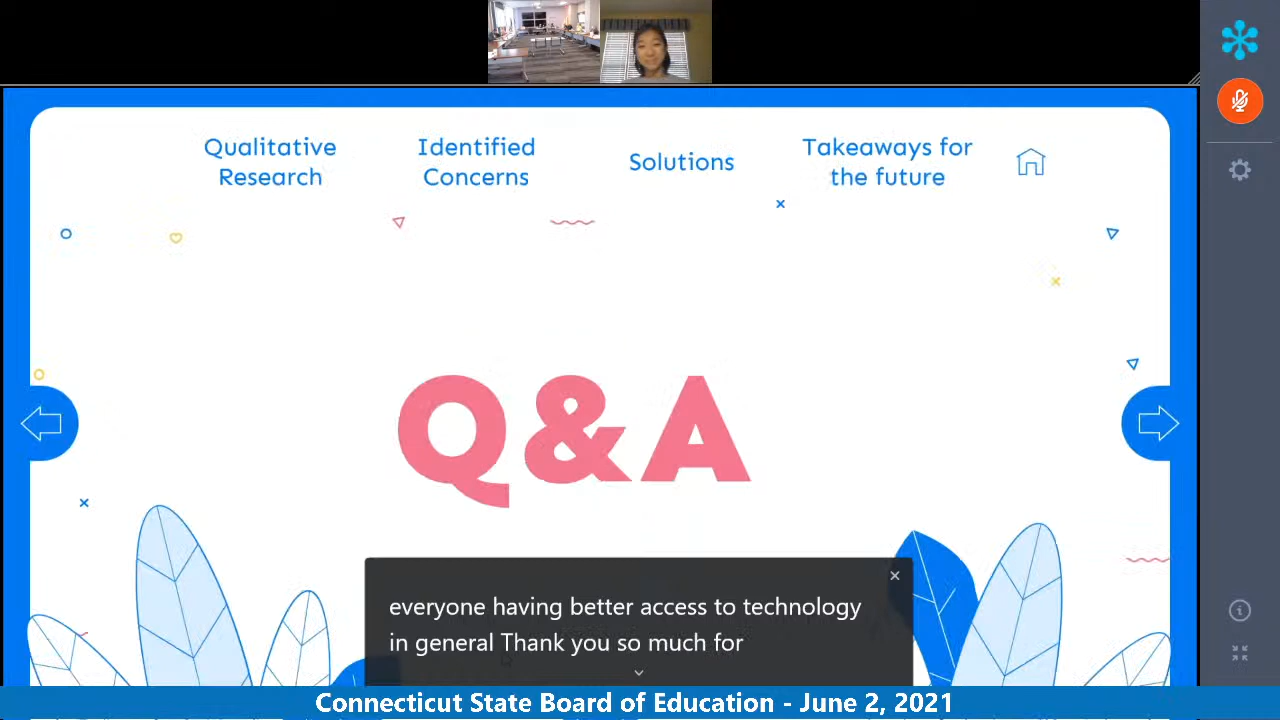 Qualitative
Research
Identified
Concerns
Solutions
Takeaways for
the future
Q&A
everyone having better access to technology
in general Thank you so much for
Connecticut State Board of Education - June 2, 2021